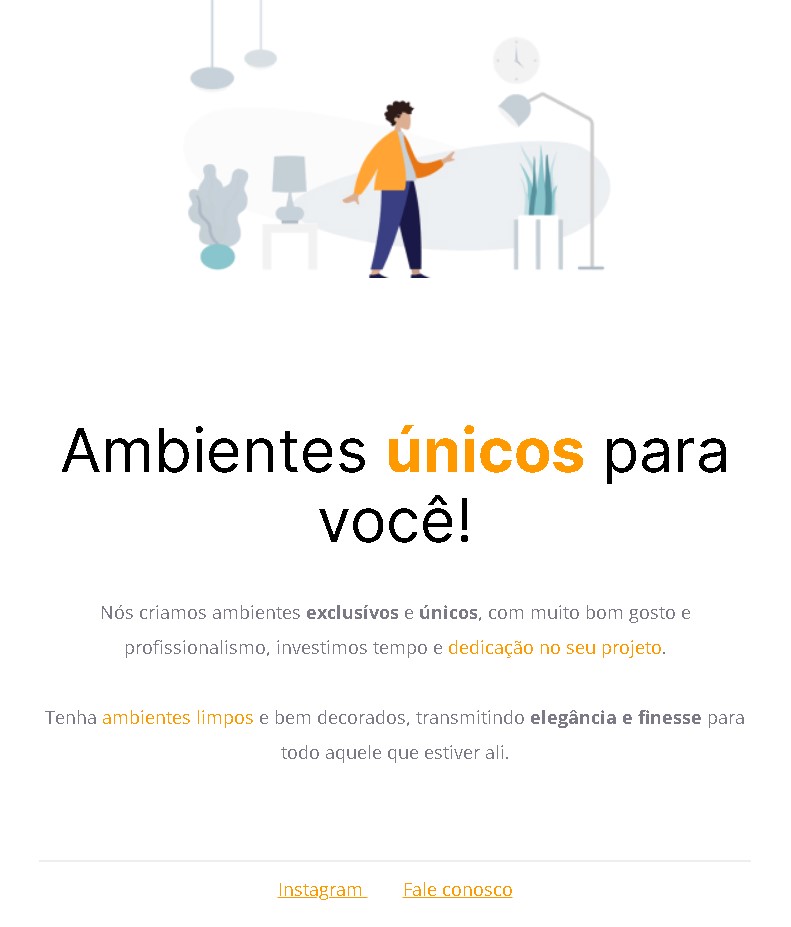 Ambientes únicos para
você!
Nós criamos ambientes exclusívos e únicos, com muito bom gosto e
profissionalismo, investimos tempo e dedicação no seu projeto.
Tenha ambientes limpos e bem decorados, transmitindo elegância e finesse para
todo aquele que estiver ali.
Instagram Fale conosco